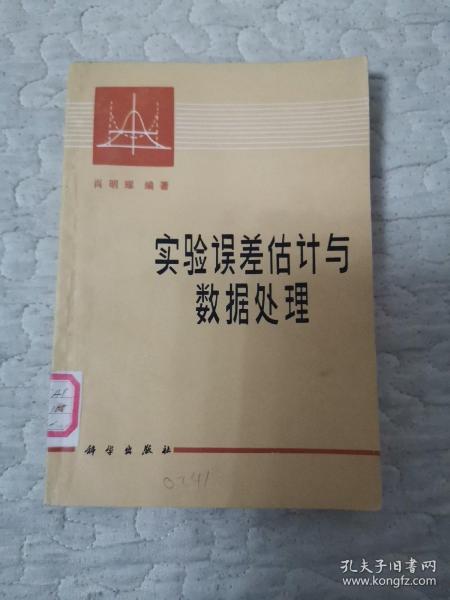 肖明耀 编著
实验误差估计与
数据处理
科学出版社
0241
孔夫子旧书网
www.kongfz.com